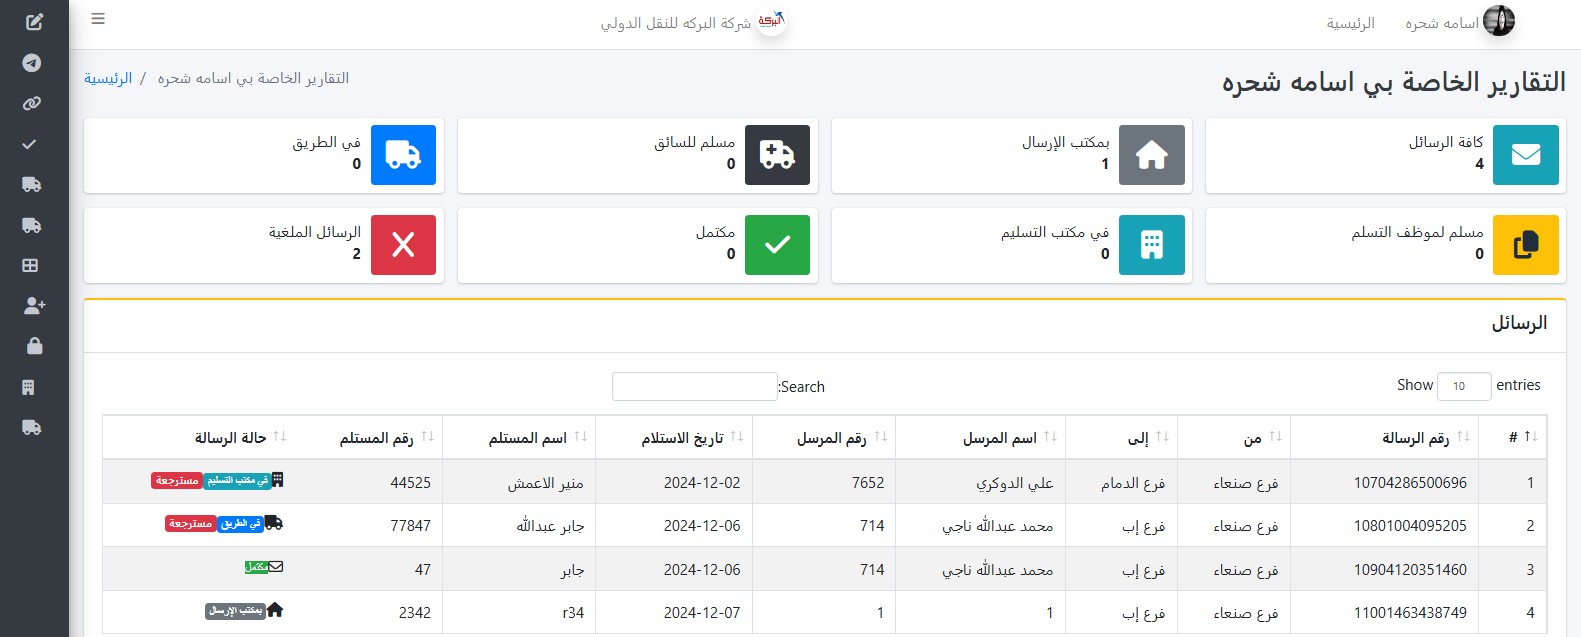 اسامه شحره
الرئيسية
البركة
شركة البركه للنقل الدولي
التقارير الخاصة بي اسامه شحره
الرئيسية / التقارير الخاصة بي اسامه شحره
كافة الرسائل
4
بمكتب الإرسال
1
مسلم للسائق
0
في الطريق
0
مسلم لموظف التسلم
0
في مكتب التسليم
0
مكتمل
0
الرسائل الملغية
2
الرسائل
Show 10 entries
Search:
# رقم الرسالة من إلى اسم المرسل رقم المرسل تاريخ الاستلام اسم المستلم رقم المستلم حالة الرسالة
1 10704286500696 فرع صنعاء فرع الدمام علي الدوكري 7652 2024-12-02 منير الاعمش 44525 في مكتب التسليم مسترجعة
2 10801004095205 فرع صنعاء فرع إب محمد عبدالله ناجي 714 2024-12-06 جابر عبدالله 77847 في الطريق مسترجعة
3 10904120351460 فرع صنعاء فرع إب محمد عبدالله ناجي 714 2024-12-06 جابر 47 مكتمل
4 11001463438749 فرع صنعاء فرع إب 1 1 2024-12-07 r34 2342 بمكتب الإرسال